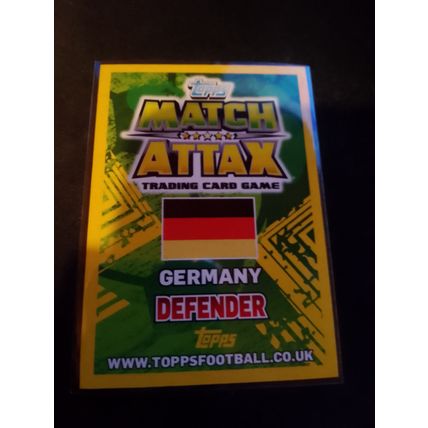 Topps
MATCH
ATTAX
TRADING CARD GAME
GERMANY
DEFENDER
Topps
WWW.TOPPSFOOTBALL.CO.UK